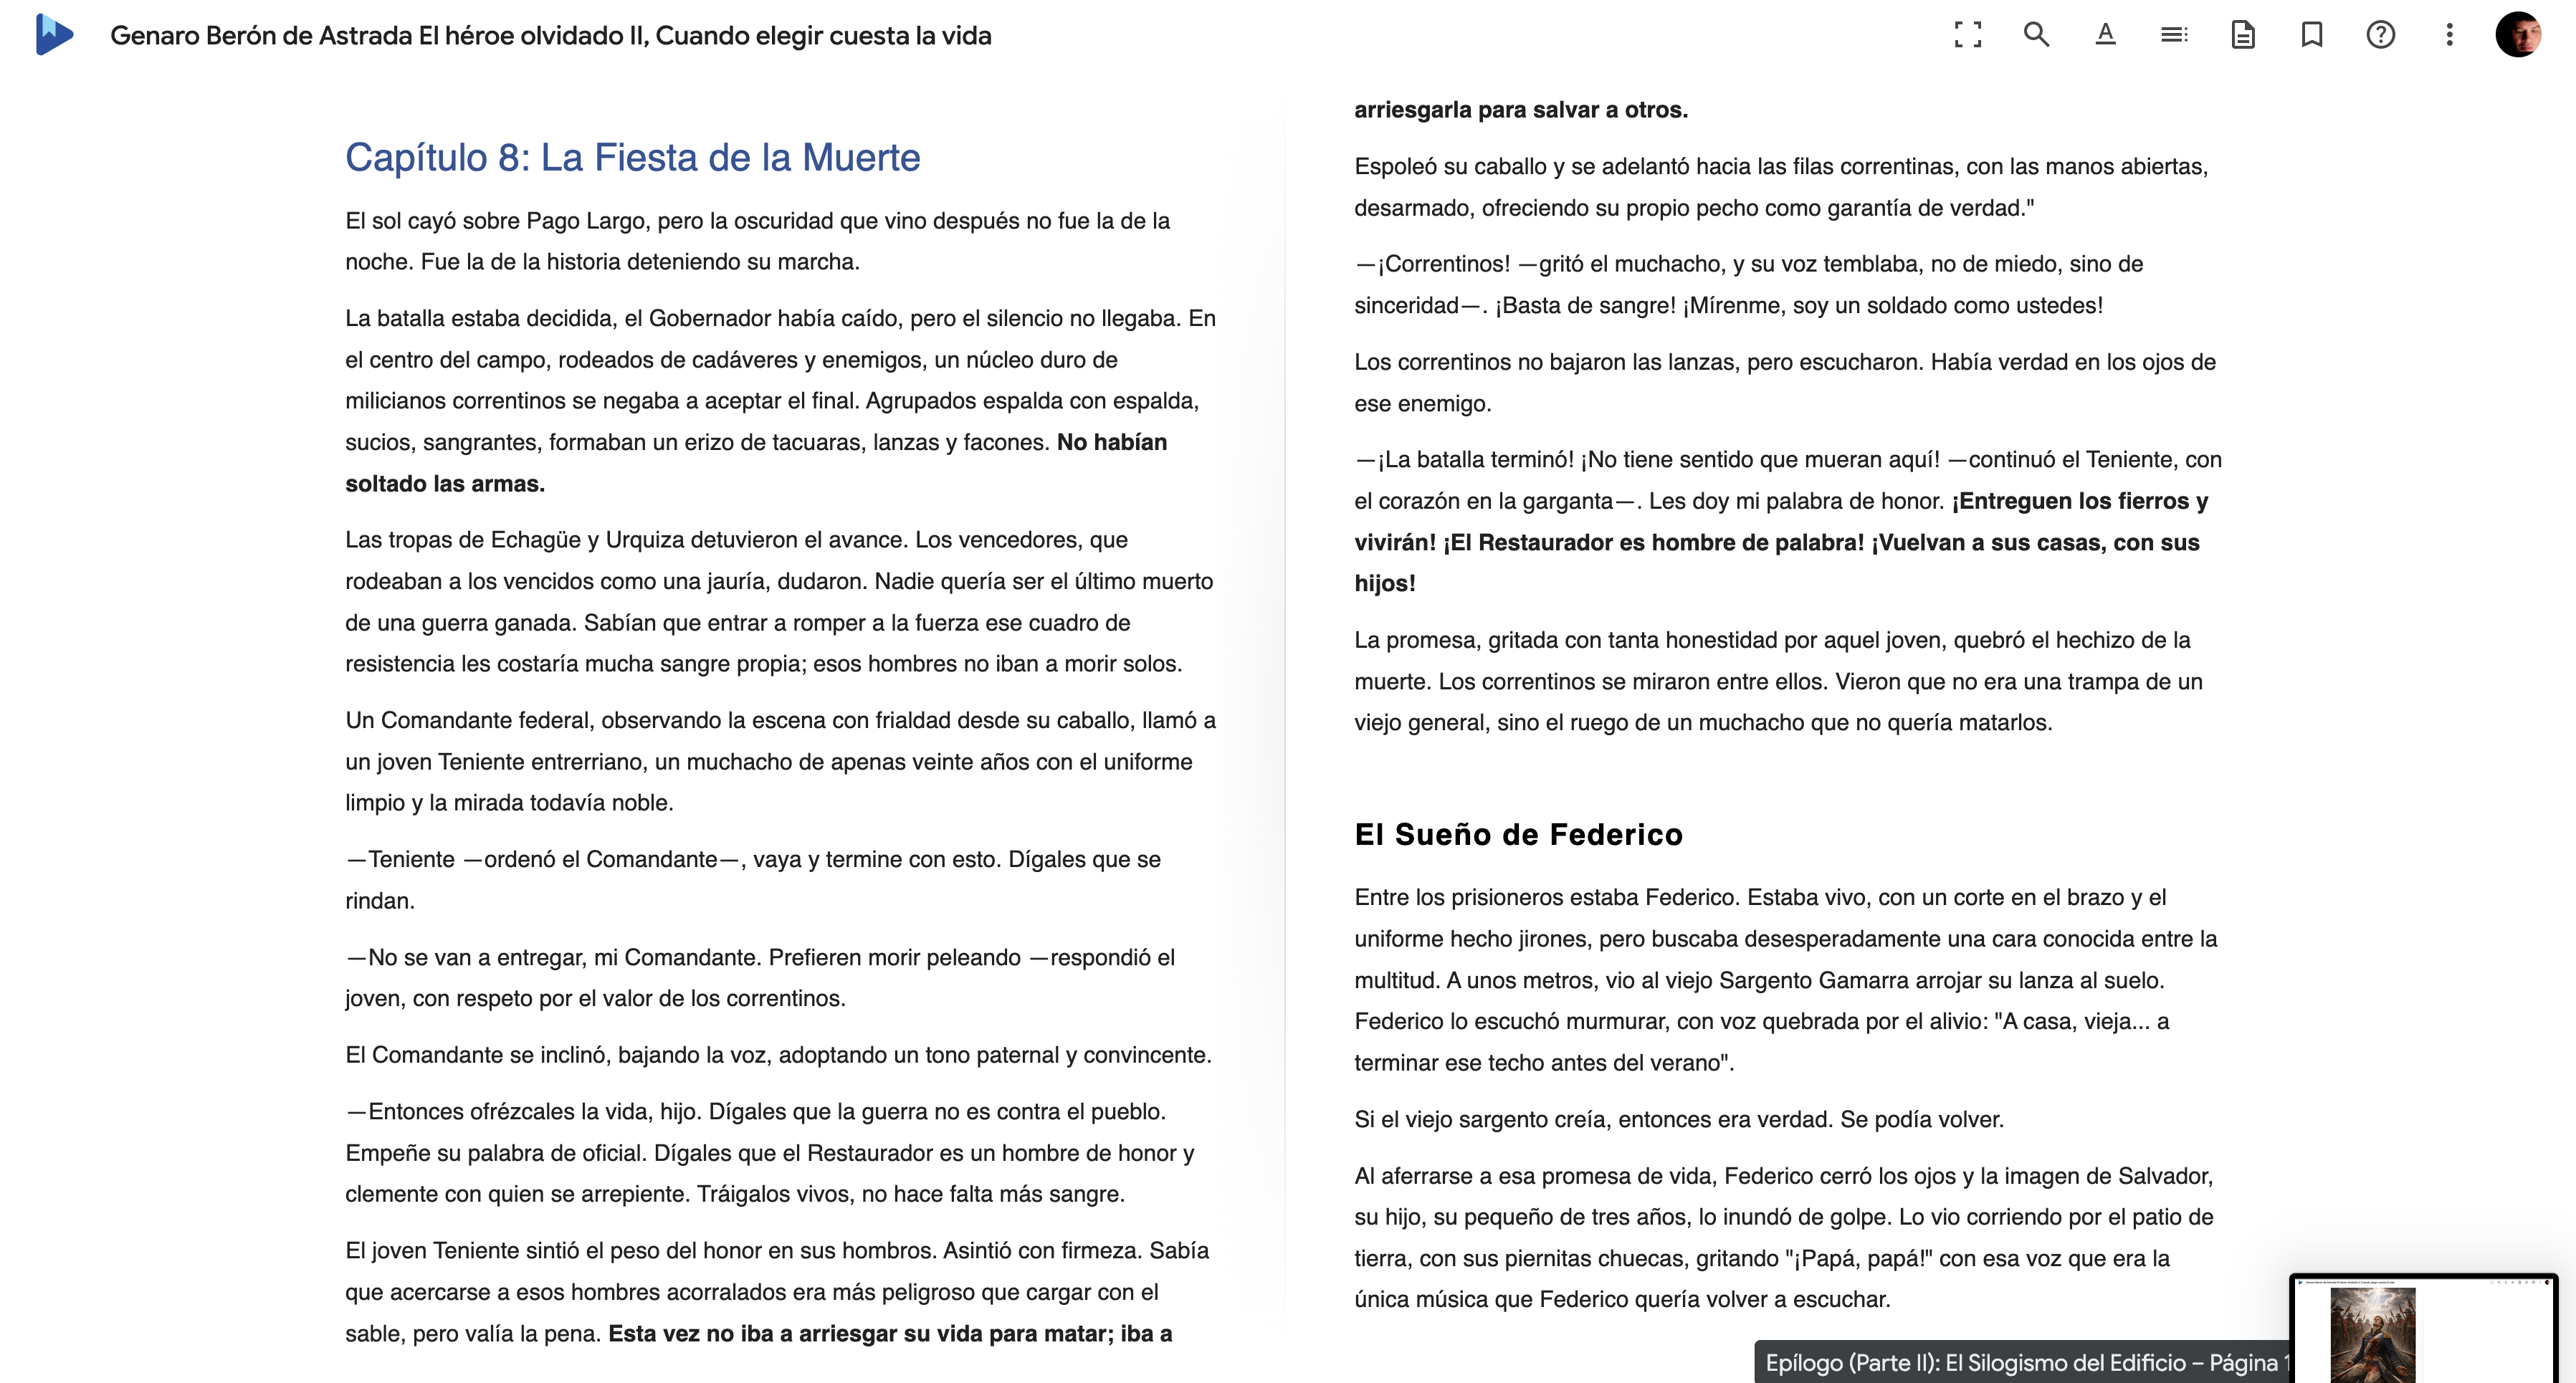 Genaro Berón de Astrada El héroe olvidado II, Cuando elegir cuesta la vida
Capítulo 8: La Fiesta de la Muerte
El sol cayó sobre Pago Largo, pero la oscuridad que vino después no fue la de la
noche. Fue la de la historia deteniendo su marcha.
La batalla estaba decidida, el Gobernador había caído, pero el silencio no llegaba. En
el centro del campo, rodeados de cadáveres y enemigos, un núcleo duro de
milicianos correntinos se negaba a aceptar el final. Agrupados espalda con espalda,
sucios, sangrantes, formaban un erizo de tacuaras, lanzas y facones. No habían
soltado las armas.
Las tropas de Echagüe y Urquiza detuvieron el avance. Los vencedores, que
rodeaban a los vencidos como una jauría, dudaron. Nadie quería ser el último muerto
de una guerra ganada. Sabían que entrar a romper a la fuerza ese cuadro de
resistencia les costaría mucha sangre propia; esos hombres no iban a morir solos.
Un Comandante federal, observando la escena con frialdad desde su caballo, llamó a
un joven Teniente entrerriano, un muchacho de apenas veinte años con el uniforme
limpio y la mirada todavía noble.
—Teniente —ordenó el Comandante—, vaya y termine con esto. Dígales que se
rindan.
—No se van a entregar, mi Comandante. Prefieren morir peleando —respondió el
joven, con respeto por el valor de los correntinos.
El Comandante se inclinó, bajando la voz, adoptando un tono paternal y convincente.
—Entonces ofrézcales la vida, hijo. Dígales que la guerra no es contra el pueblo.
Empeñe su palabra de oficial. Dígales que el Restaurador es un hombre de honor y
clemente con quien se arrepiente. Tráigalos vivos, no hace falta más sangre.
El joven Teniente sintió el peso del honor en sus hombros. Asintió con firmeza. Sabía
que acercarse a esos hombres acorralados era más peligroso que cargar con el
sable, pero valía la pena. Esta vez no iba a arriesgar su vida para matar; iba a
arriesgarla para salvar a otros.
Espoleó su caballo y se adelantó hacia las filas correntinas, con las manos abiertas,
desarmado, ofreciendo su propio pecho como garantía de verdad."
—¡Correntinos! —gritó el muchacho, y su voz temblaba, no de miedo, sino de
sinceridad—. ¡Basta de sangre! ¡Mírenme, soy un soldado como ustedes!
Los correntinos no bajaron las lanzas, pero escucharon. Había verdad en los ojos de
ese enemigo.
—¡La batalla terminó! ¡No tiene sentido que mueran aquí! —continuó el Teniente, con
el corazón en la garganta—. Les doy mi palabra de honor. ¡Entreguen los fierros y
vivirán! ¡El Restaurador es hombre de palabra! ¡Vuelvan a sus casas, con sus
hijos!
La promesa, gritada con tanta honestidad por aquel joven, quebró el hechizo de la
muerte. Los correntinos se miraron entre ellos. Vieron que no era una trampa de un
viejo general, sino el ruego de un muchacho que no quería matarlos.
El Sueño de Federico
Entre los prisioneros estaba Federico. Estaba vivo, con un corte en el brazo y el
uniforme hecho jirones, pero buscaba desesperadamente una cara conocida entre la
multitud. A unos metros, vio al viejo Sargento Gamarra arrojar su lanza al suelo.
Federico lo escuchó murmurar, con voz quebrada por el alivio: "A casa, vieja... a
terminar ese techo antes del verano".
Si el viejo sargento creía, entonces era verdad. Se podía volver.
Al aferrarse a esa promesa de vida, Federico cerró los ojos y la imagen de Salvador,
su hijo, su pequeño de tres años, lo inundó de golpe. Lo vio corriendo por el patio de
tierra, con sus piernitas chuecas, gritando "¡Papá, papá!" con esa voz que era la
única música que Federico quería volver a escuchar.
Epílogo (Parte II): El Silogismo del Edificio – Página